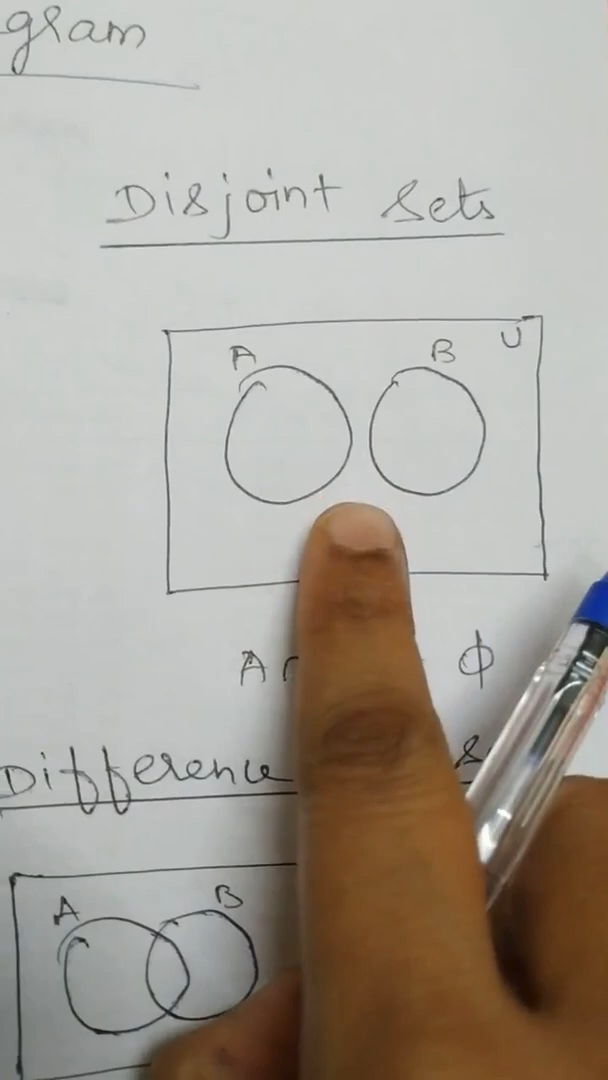 gram
Disjoint Sets
A B U
A ∩ ϕ
Difference
A B